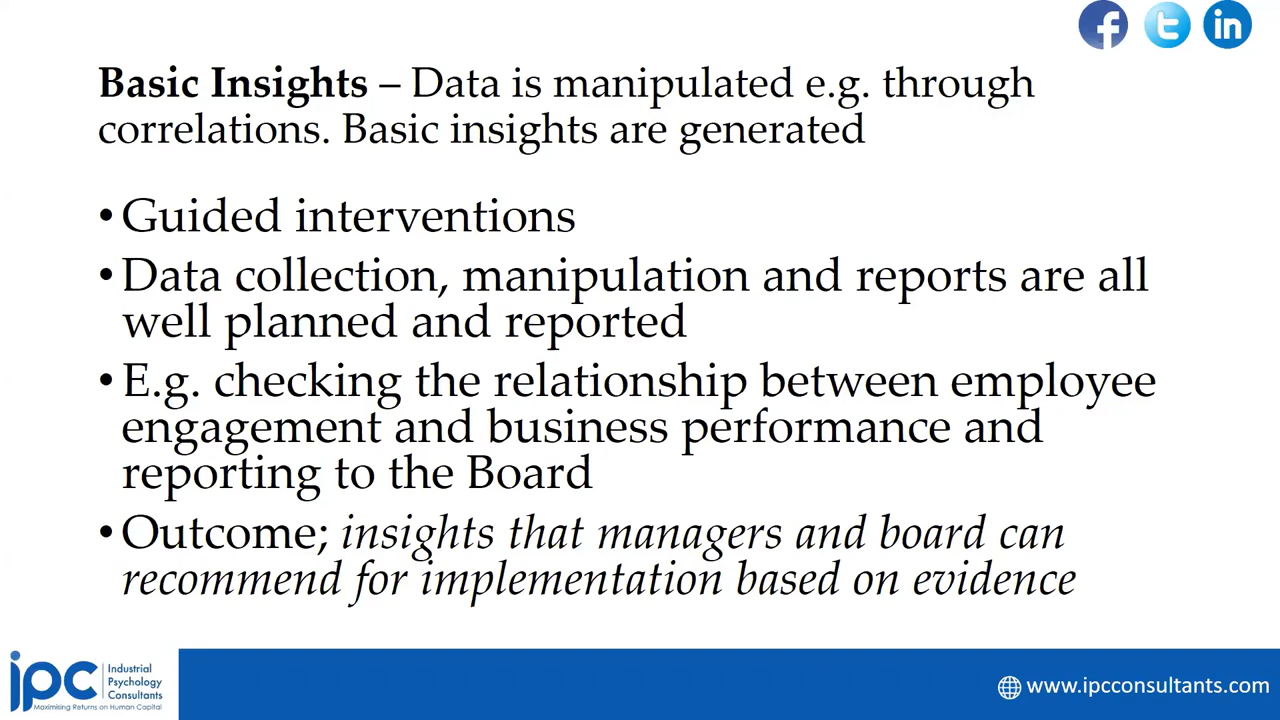 Basic Insights – Data is manipulated e.g. through
correlations. Basic insights are generated
•Guided interventions
•Data collection, manipulation and reports are all
well planned and reported
•E.g. checking the relationship between employee
engagement and business performance and
reporting to the Board
•Outcome; insights that managers and board can
recommend for implementation based on evidence
ipc
Industrial
Psychology
Consultants
Maximising Returns on Human Capital
www.ipcconsultants.com